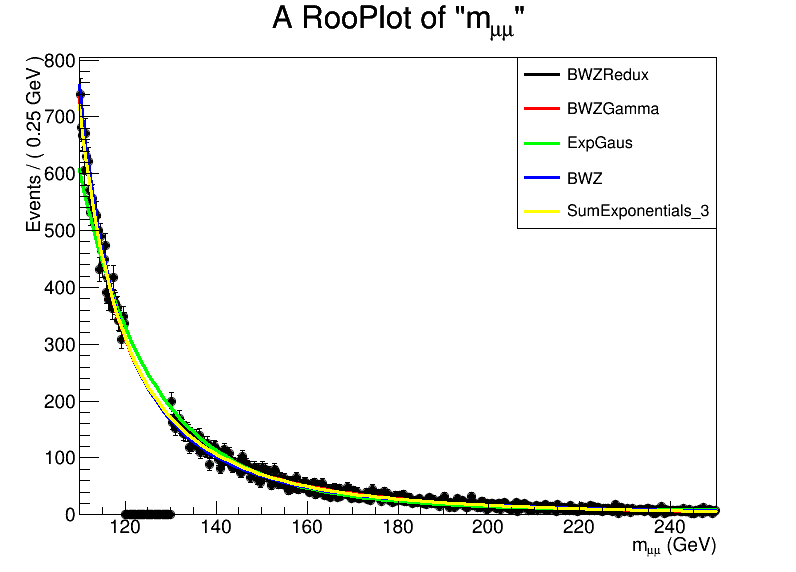 A RooPlot of "mμμ"
Events / ( 0.25 GeV )
800
700
600
500
400
300
200
100
0
BWZRedux
BWZGamma
ExpGaus
BWZ
SumExponentials_3
120 140 160 180 200 220 240
mμμ (GeV)